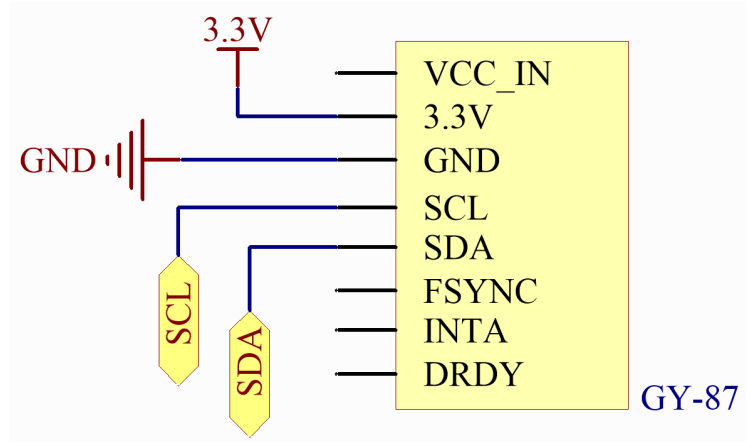 3.3V
VCC_IN
3.3V
GND
GND
SCL
SDA
FSYNC
INTA
DRDY
SCL
SDA
GY-87